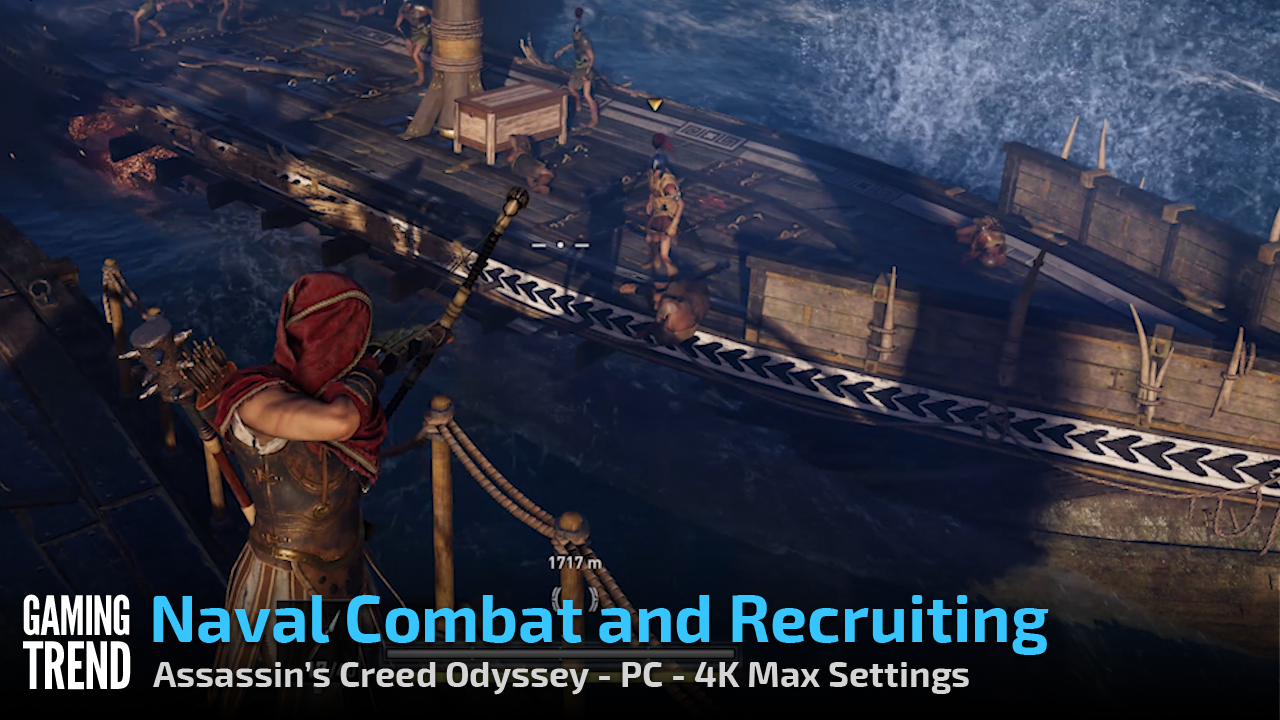 1717 m
GAMING
TREND
Naval Combat and Recruiting
Assassin's Creed Odyssey - PC - 4K Max Settings